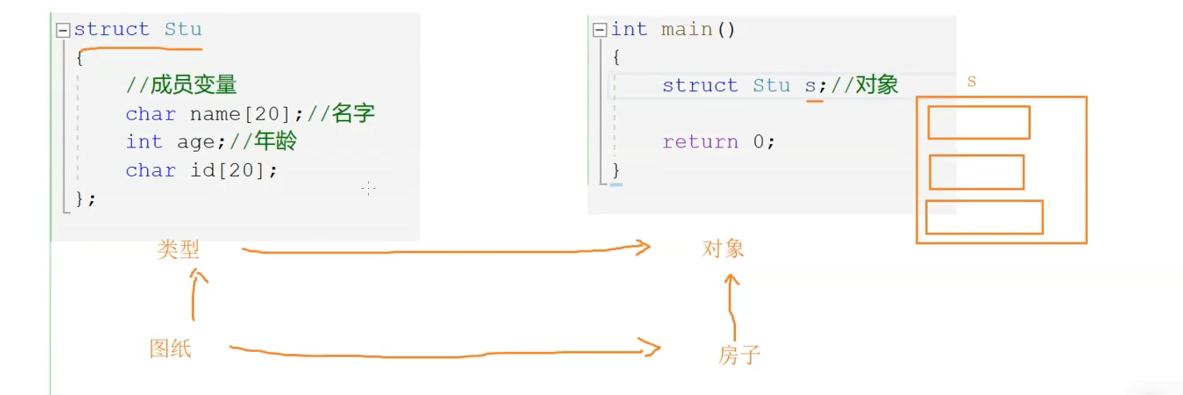 struct Stu
{
//成员变量
char name[20];//名字
int age;//年龄
char id[20];
};
int main()
{
struct Stu s;//对象
return 0;
}
s
类型
对象
图纸
房子